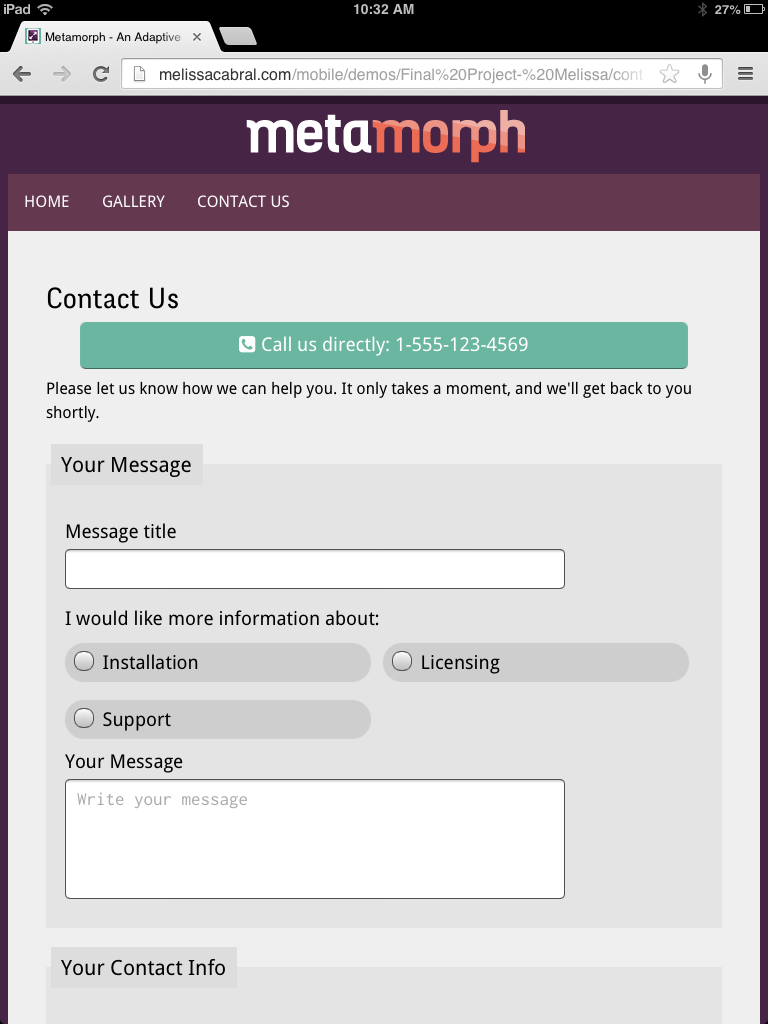 iPad 10:32 AM 27%
Metamorph - An Adaptive
melissacabral.com/mobile/demos/Final%20Project-%20Melissa/cont
metamorph
HOME GALLERY CONTACT US
Contact Us
Call us directly: 1-555-123-4569
Please let us know how we can help you. It only takes a moment, and we'll get back to you
shortly.
Your Message
Message title
I would like more information about:
Installation Licensing
Support
Your Message
Write your message
Your Contact Info